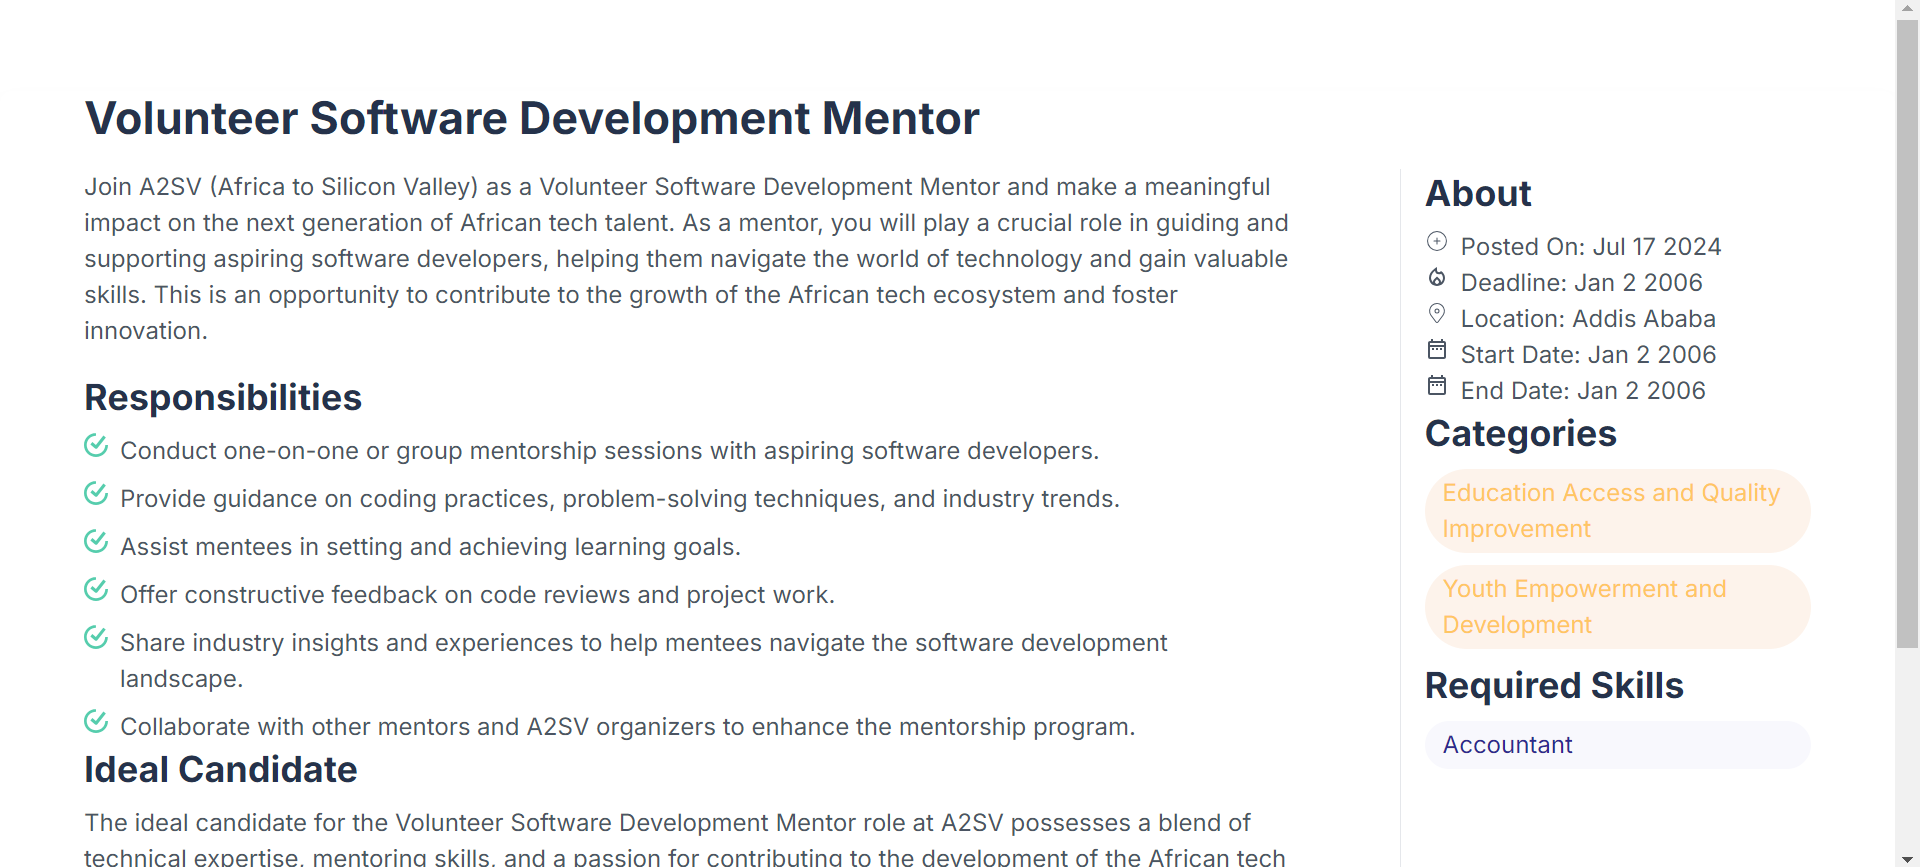 Volunteer Software Development Mentor
Join A2SV (Africa to Silicon Valley) as a Volunteer Software Development Mentor and make a meaningful
impact on the next generation of African tech talent. As a mentor, you will play a crucial role in guiding and
supporting aspiring software developers, helping them navigate the world of technology and gain valuable
skills. This is an opportunity to contribute to the growth of the African tech ecosystem and foster
innovation.
Responsibilities
Conduct one-on-one or group mentorship sessions with aspiring software developers.
Provide guidance on coding practices, problem-solving techniques, and industry trends.
Assist mentees in setting and achieving learning goals.
Offer constructive feedback on code reviews and project work.
Share industry insights and experiences to help mentees navigate the software development
landscape.
Collaborate with other mentors and A2SV organizers to enhance the mentorship program.
Ideal Candidate
The ideal candidate for the Volunteer Software Development Mentor role at A2SV possesses a blend of
technical expertise, mentoring skills, and a passion for contributing to the development of the African tech
About
Posted On: Jul 17 2024
Deadline: Jan 2 2006
Location: Addis Ababa
Start Date: Jan 2 2006
End Date: Jan 2 2006
Categories
Education Access and Quality
Improvement
Youth Empowerment and
Development
Required Skills
Accountant